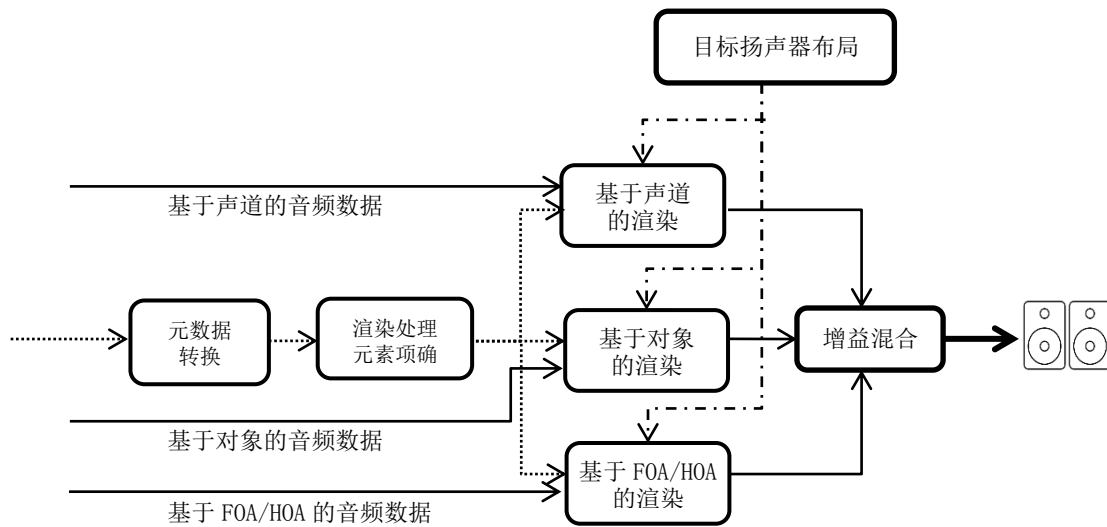 目标扬声器布局
基于声道的音频数据
基于声道
的渲染
元数据
转换
渲染处理
元素项确
基于对象
的渲染
增益混合
基于对象的音频数据
基于 FOA/HOA
的渲染
基于 FOA/HOA 的音频数据